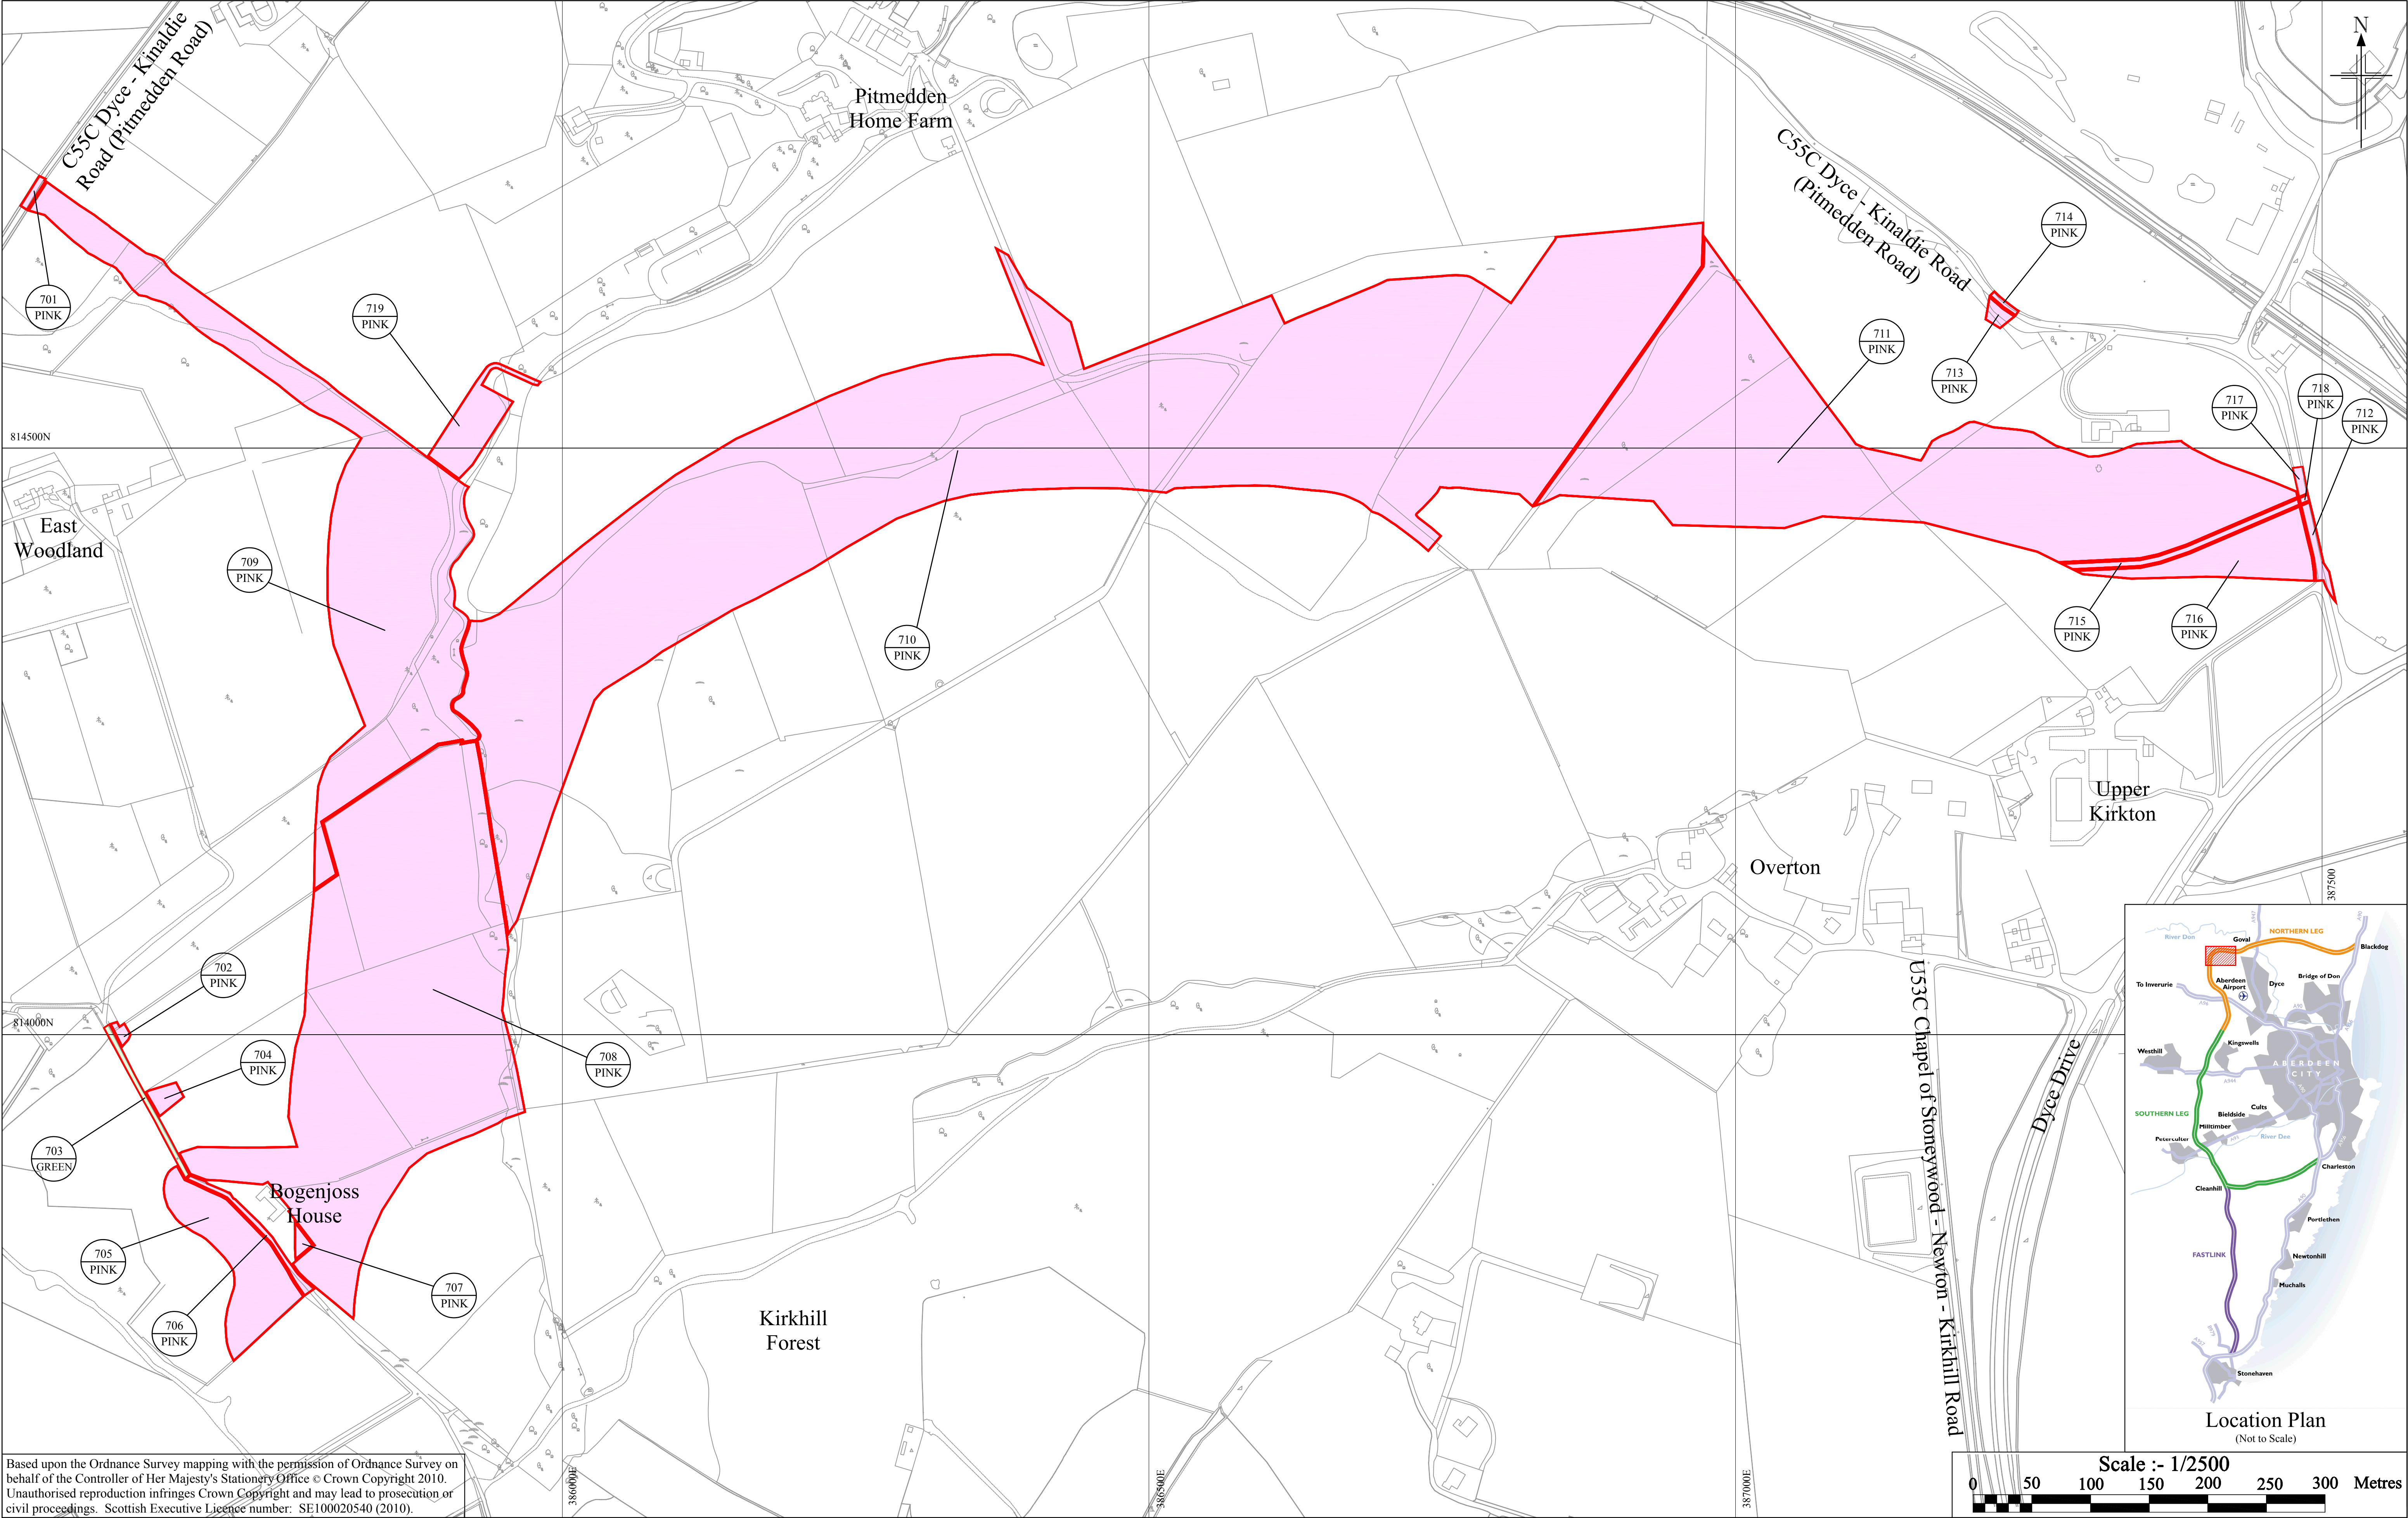 C55C Dyce - Kinaldie
Road (Pitmedden Road)
Pitmedden
Home Farm
N
C55C Dyce - Kinaldie Road
(Pitmedden Road)
714
PINK
701
PINK
719
PINK
711
PINK
713
PINK
717
PINK
718
PINK
712
PINK
814500N
East
Woodland
709
PINK
710
PINK
715
PINK
716
PINK
Upper
Kirkton
Overton
387500
702
PINK
814000N
704
PINK
708
PINK
703
GREEN
Bogenjoss
House
705
PINK
707
PINK
706
PINK
Kirkhill
Forest
U53C Chapel of Stoneywood - Newton - Kirkhill Road
Dyce Drive
386000E
386500E
387000E
River Don
Goval
NORTHERN LEG
Blackdog
A947
A90
To Inverurie
Aberdeen
Airport
Dyce
Bridge of Don
A96
Westhill
Kingswells
A944
ABERDEEN
CITY
SOUTHERN LEG
Cults
Bieldside
Milltimber
Peterculter
A93
River Dee
Charleston
Cleanhill
A90
Portlethen
FASTLINK
Newtonhill
Muchalls
A957
Stonehaven
Location Plan
(Not to Scale)
Based upon the Ordnance Survey mapping with the permission of Ordnance Survey on
behalf of the Controller of Her Majesty's Stationery Office © Crown Copyright 2010.
Unauthorised reproduction infringes Crown Copyright and may lead to prosecution or
civil proceedings. Scottish Executive Licence number: SE100020540 (2010).
Scale :- 1/2500
0 50 100 150 200 250 300 Metres